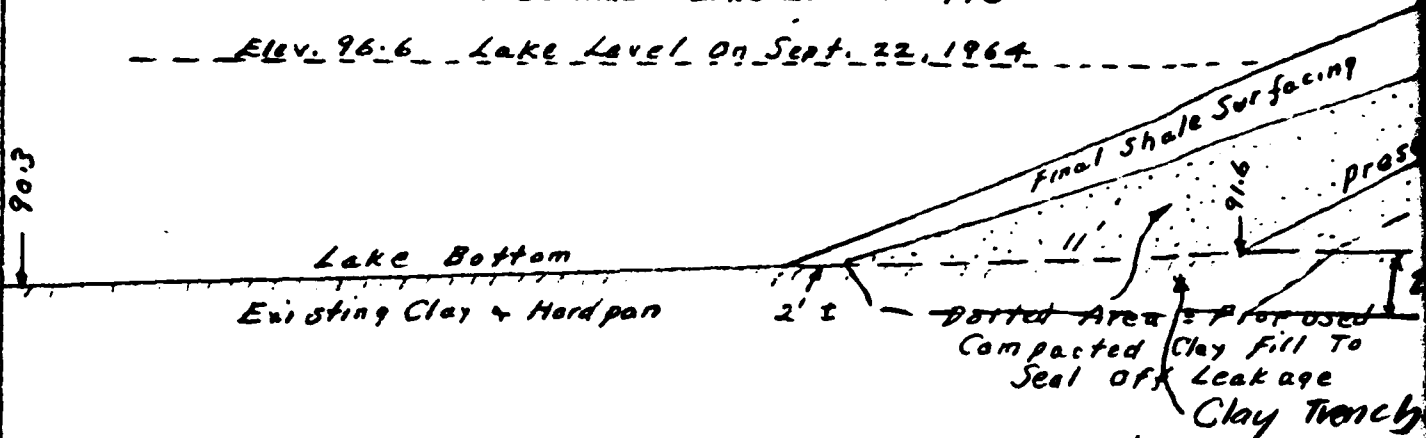 Elev. 96.6 Lake Level On Sept. 22, 1964
Final Shale Surfacing
90.3
91.6
11'
Lake Bottom
Existing Clay & Hardpan
2' ±
Dotted Area = Proposed
Compacted Clay Fill To
Seal Off Leakage
Clay Trench